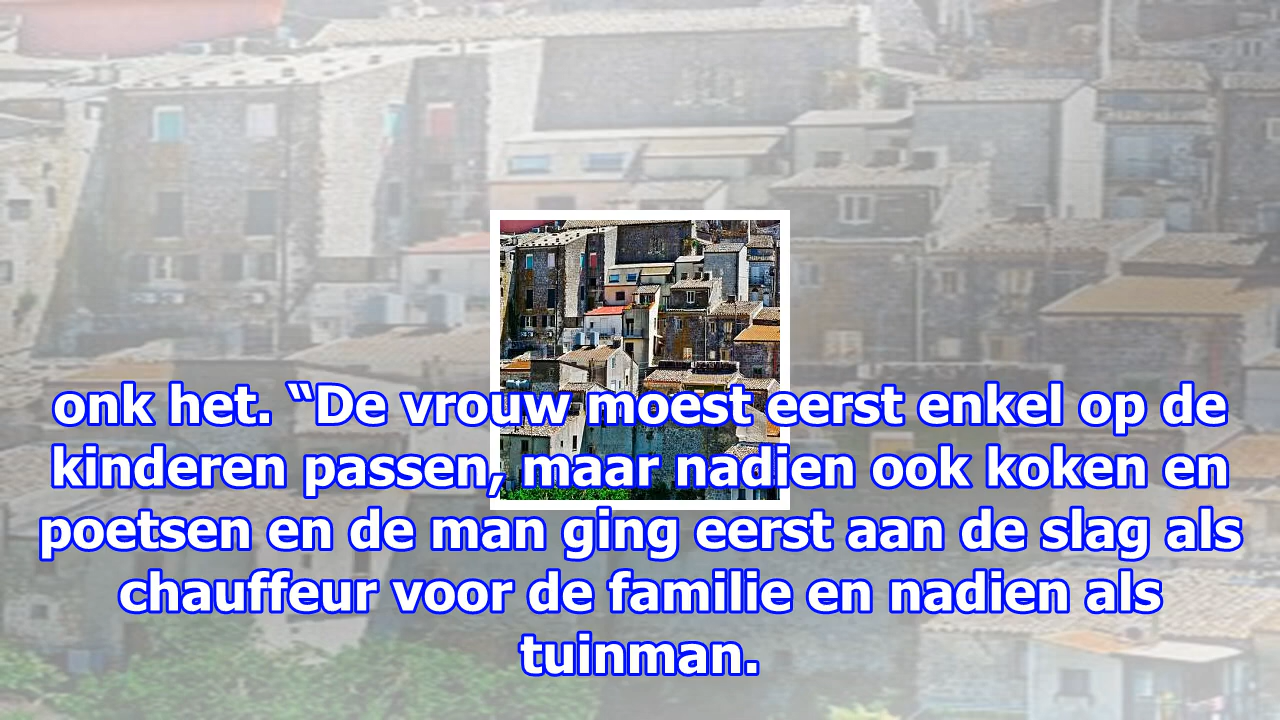 onk het. “De vrouw moest eerst enkel op de
kinderen passen, maar nadien ook koken en
poetsen en de man ging eerst aan de slag als
chauffeur voor de familie en nadien als
tuinman.